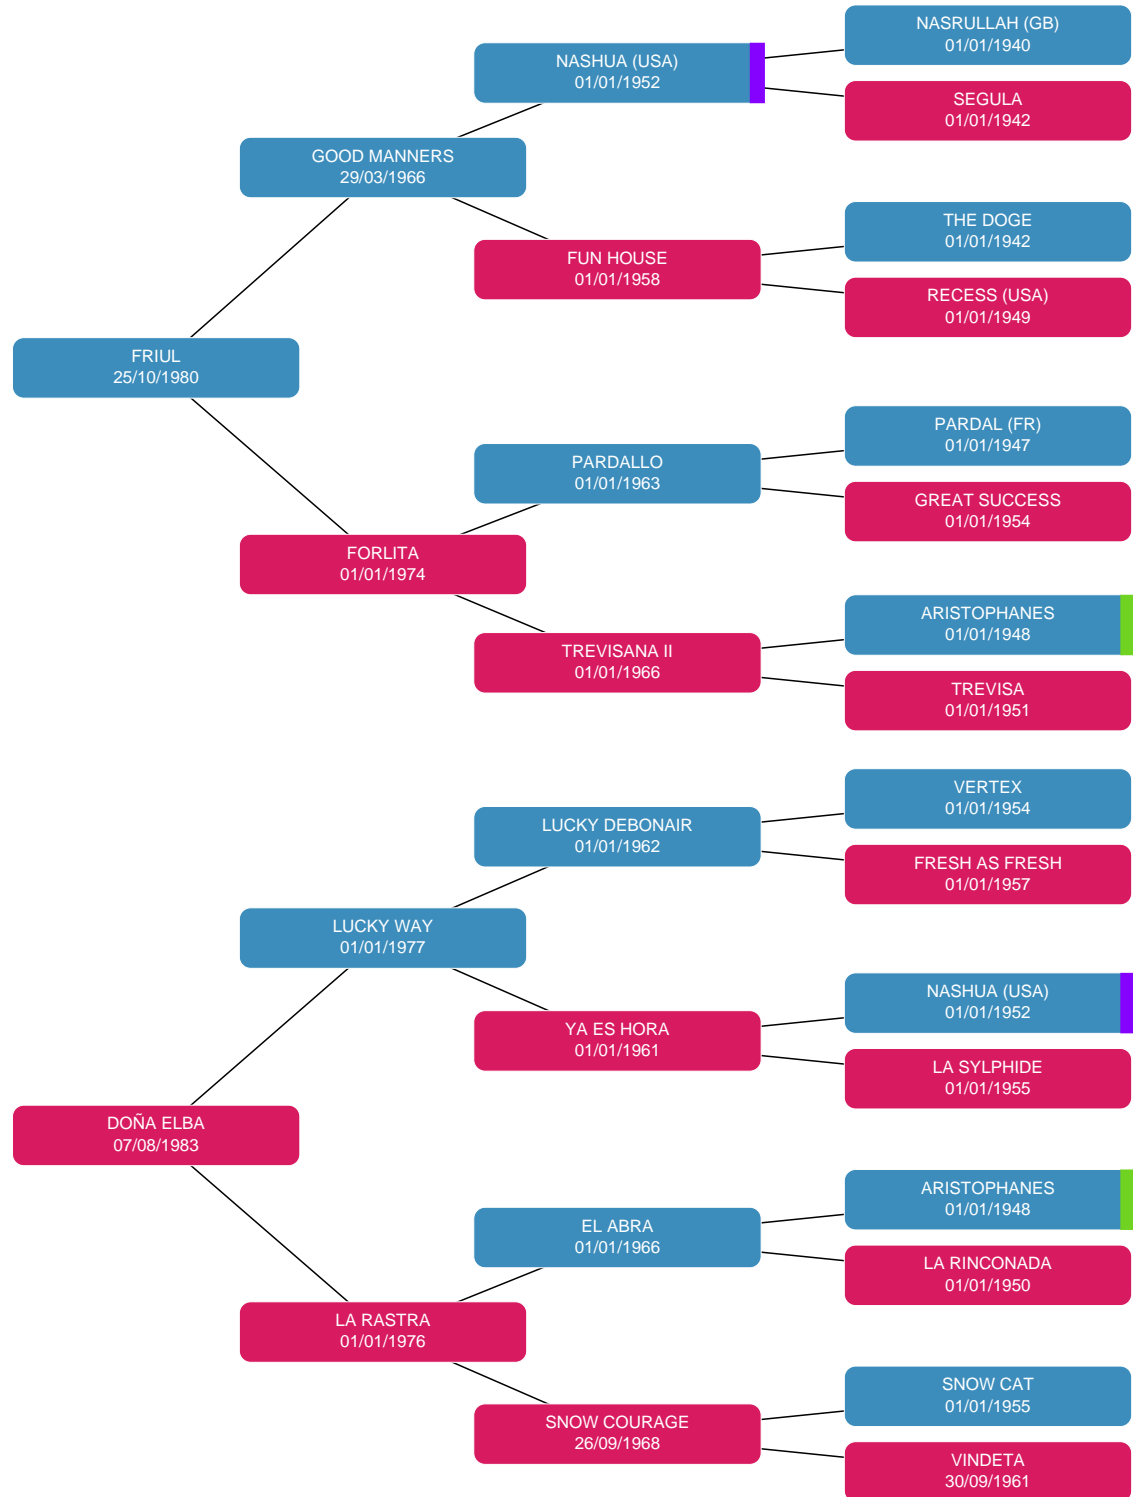 NASRULLAH (GB)
01/01/1940
NASHUA (USA)
01/01/1952
SEGULA
01/01/1942
GOOD MANNERS
29/03/1966
THE DOGE
01/01/1942
FUN HOUSE
01/01/1958
RECESS (USA)
01/01/1949
FRIUL
25/10/1980
PARDAL (FR)
01/01/1947
PARDALLO
01/01/1963
GREAT SUCCESS
01/01/1954
FORLITA
01/01/1974
ARISTOPHANES
01/01/1948
TREVISANA II
01/01/1966
TREVISA
01/01/1951
VERTEX
01/01/1954
LUCKY DEBONAIR
01/01/1962
FRESH AS FRESH
01/01/1957
LUCKY WAY
01/01/1977
NASHUA (USA)
01/01/1952
YA ES HORA
01/01/1961
LA SYLPHIDE
01/01/1955
DOÑA ELBA
07/08/1983
ARISTOPHANES
01/01/1948
EL ABRA
01/01/1966
LA RINCONADA
01/01/1950
LA RASTRA
01/01/1976
SNOW CAT
01/01/1955
SNOW COURAGE
26/09/1968
VINDETA
30/09/1961